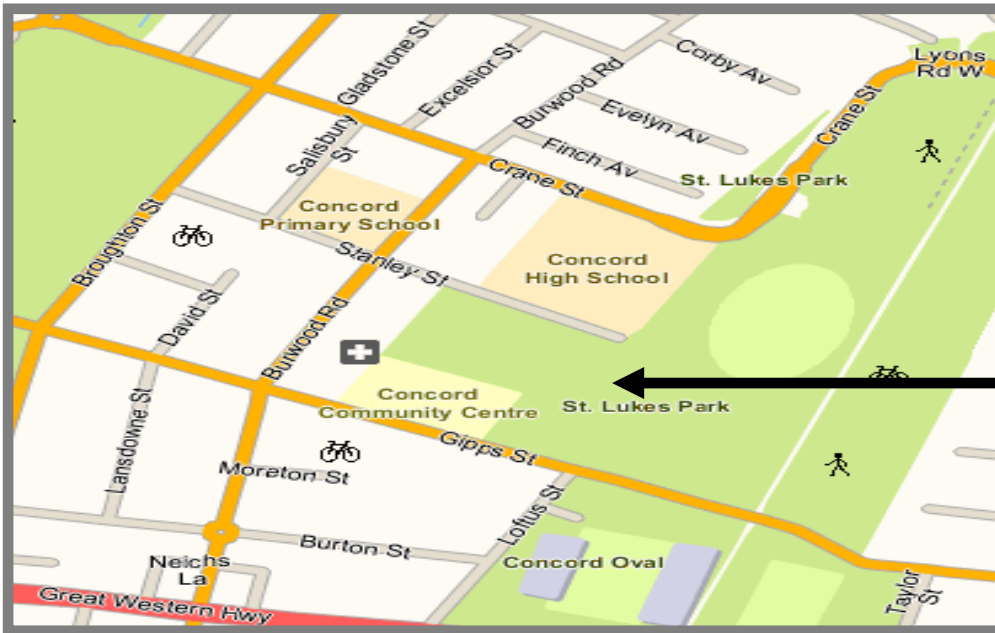 Lyons
Rd W
Corby Av
Gladstone St
Excelsior St
Burwood Rd
Evelyn Av
Crane St
Salisbury
St
Finch Av
Crane St
St. Lukes Park
Concord
Primary School
Broughton St
Stanley St
Concord
High School
David St
Burwood Rd
Concord
Community Centre
St. Lukes Park
Lansdowne St
Gipps St
Moreton St
Loftus St
Burton St
Concord Oval
Neichs
La
Taylor
St
Great Western Hwy